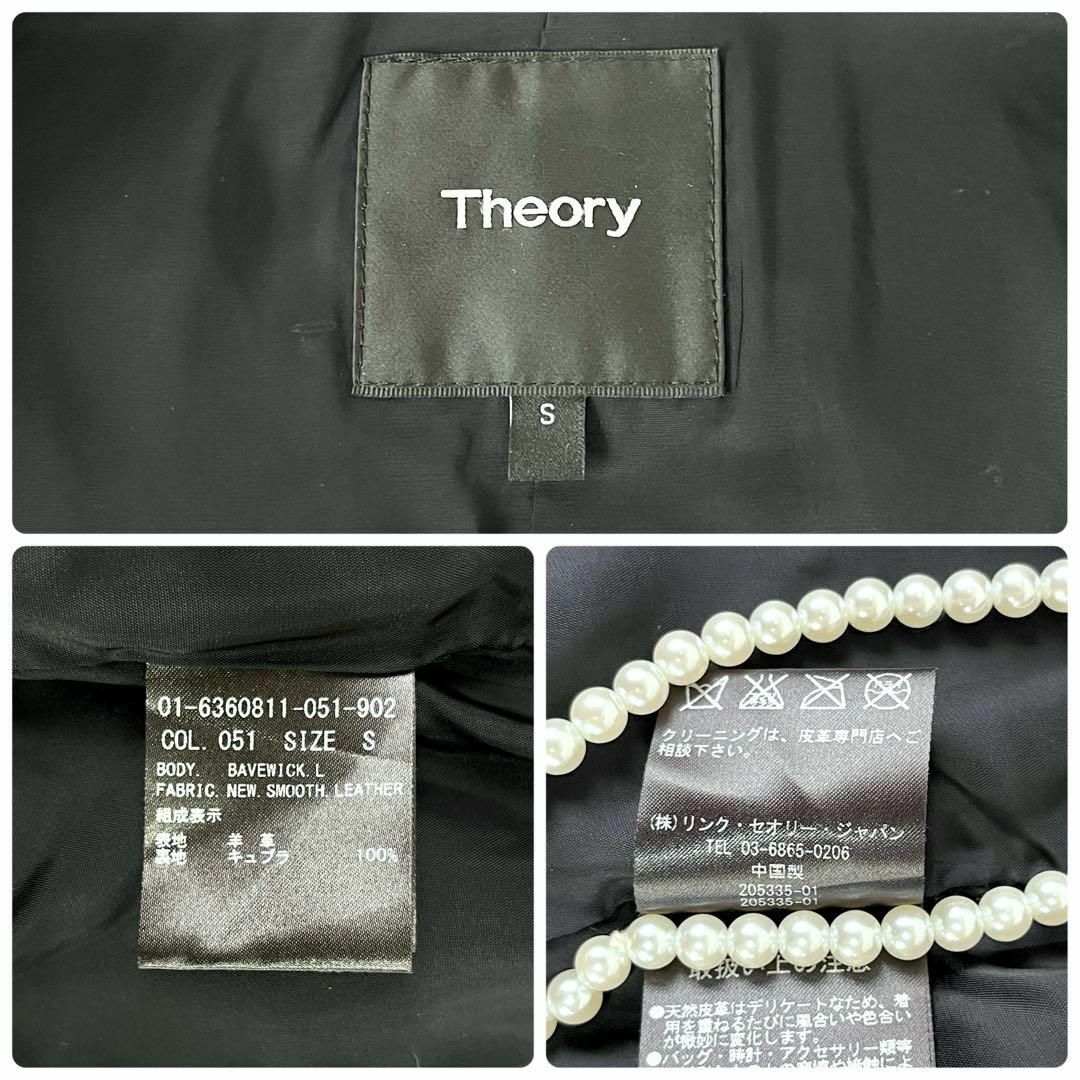 Theory
S
01-6360811-051-902
COL. 051 SIZE S
BODY. BAVEWICK.L
FABRIC. NEW.SMOOTH.LEATHER
組成表示
表地 羊革
裏地 キュプラ 100%
クリーニングは、皮革専門店へご
相談下さい。
(株)リンク・セオリー・ジャパン
TEL 03-6865-0206
中国製
205335-01
205335-01
取扱い上の注意
●天然皮革はデリケートなため、着
用を重ねるたびに風合いや色合い
が微妙に変化します。
●バッグ・時計・アクセサリー類等